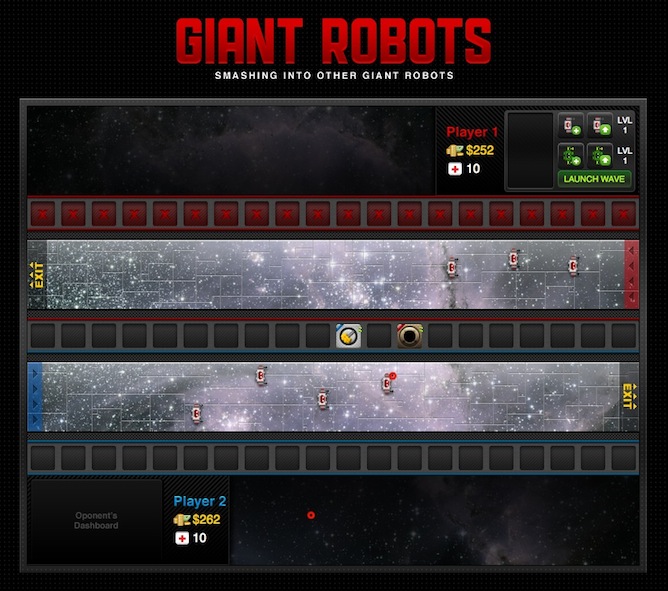 GIANT ROBOTS
SMASHING INTO OTHER GIANT ROBOTS
Player 1
$252
10
LVL
1
LVL
1
LAUNCH WAVE
EXIT
EXIT
Oponent's
Dashboard
Player 2
$262
10